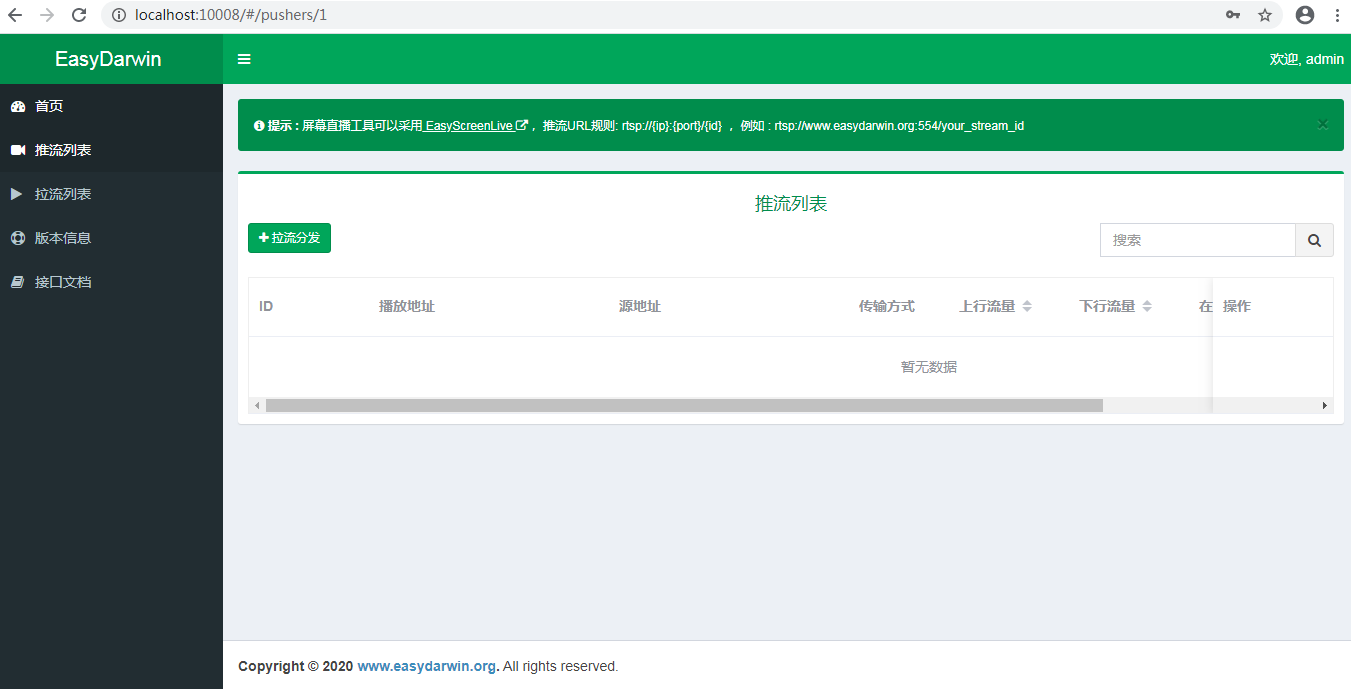 localhost:10008/#/pushers/1
EasyDarwin
欢迎, admin
首页
推流列表
拉流列表
版本信息
接口文档
提示 : 屏幕直播工具可以采用 EasyScreenLive , 推流URL规则: rtsp://{ip}:{port}/{id} , 例如 : rtsp://www.easydarwin.org:554/your_stream_id ×
推流列表
拉流分发
搜索
ID 播放地址 源地址 传输方式 上行流量 下行流量 在 操作
暂无数据
Copyright © 2020 www.easydarwin.org. All rights reserved.